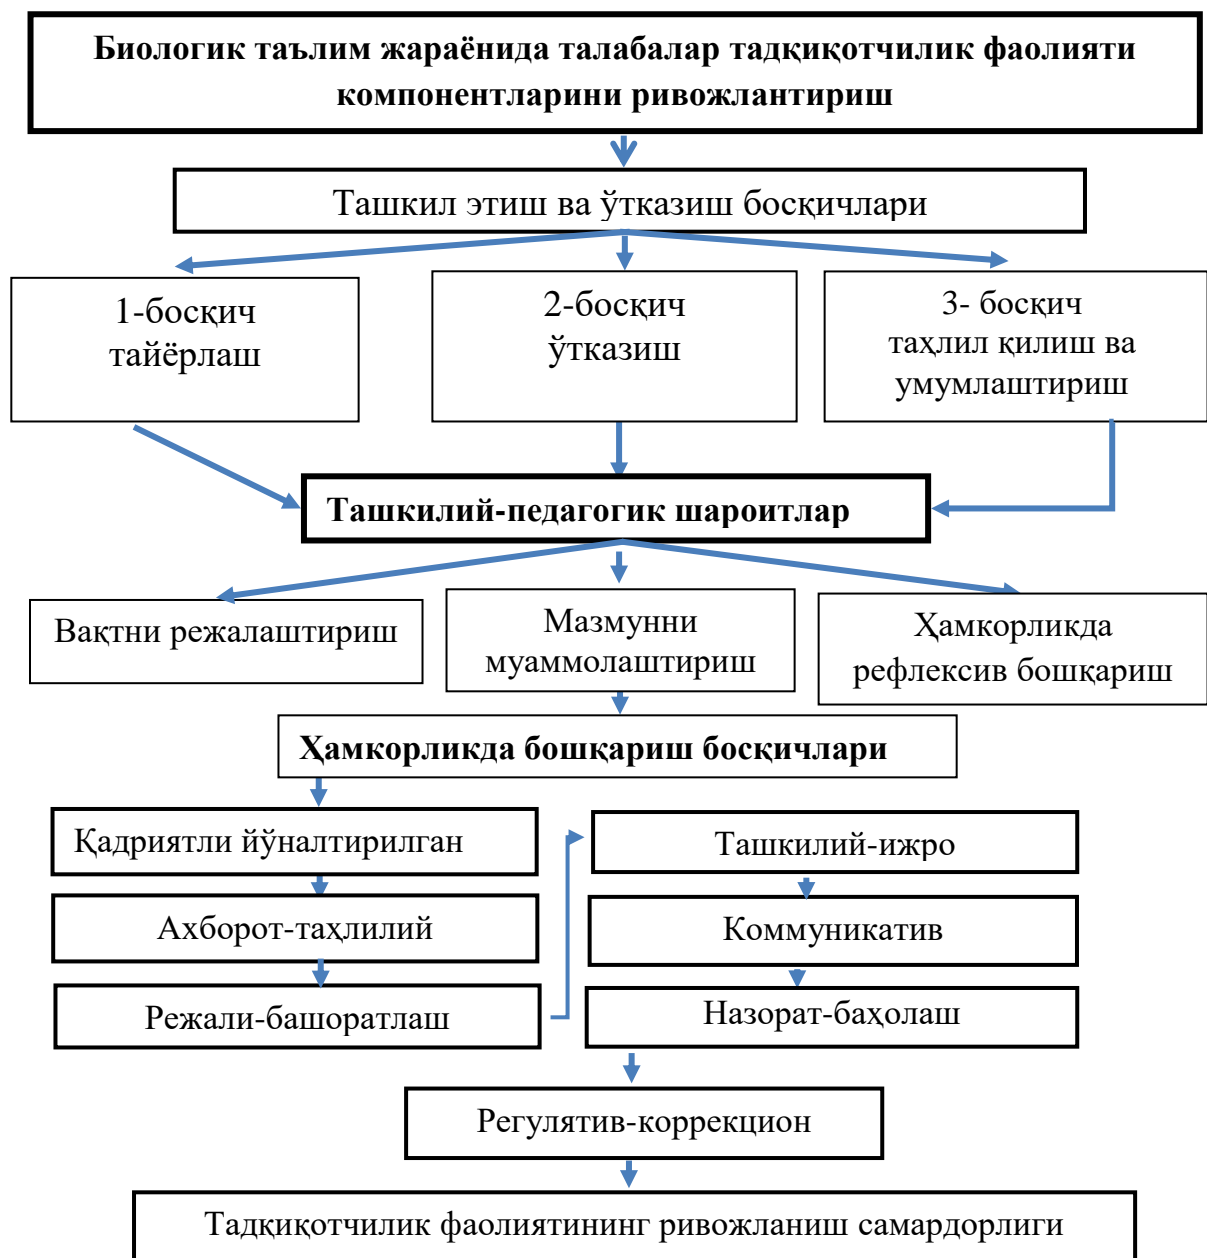 Биологик таълим жараёнида талабалар тадқиқотчилик фаолияти
компонентларини ривожлантириш
Ташкил этиш ва ўтказиш босқичлари
1-босқич
тайёрлаш
2-босқич
ўтказиш
3- босқич
таҳлил қилиш ва
умумлаштириш
Ташкилий-педагогик шароитлар
Вақтни режалаштириш
Мазмунни
муаммолаштириш
Ҳамкорликда
рефлексив бошқариш
Ҳамкорликда бошқариш босқичлари
Қадриятли йўналтирилган
Ахборот-таҳлилий
Режали-башоратлаш
Ташкилий-ижро
Коммуникатив
Назорат-баҳолаш
Регулятив-коррекцион
Тадқиқотчилик фаолиятининг ривожланиш самардорлиги